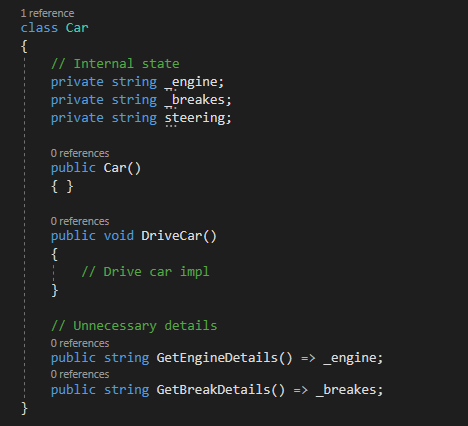 1 reference
class Car
{
// Internal state
private string _engine;
private string _breakes;
private string steering;
0 references
public Car()
{ }
0 references
public void DriveCar()
{
// Drive car impl
}
// Unnecessary details
0 references
public string GetEngineDetails() => _engine;
0 references
public string GetBreakDetails() => _breakes;
}